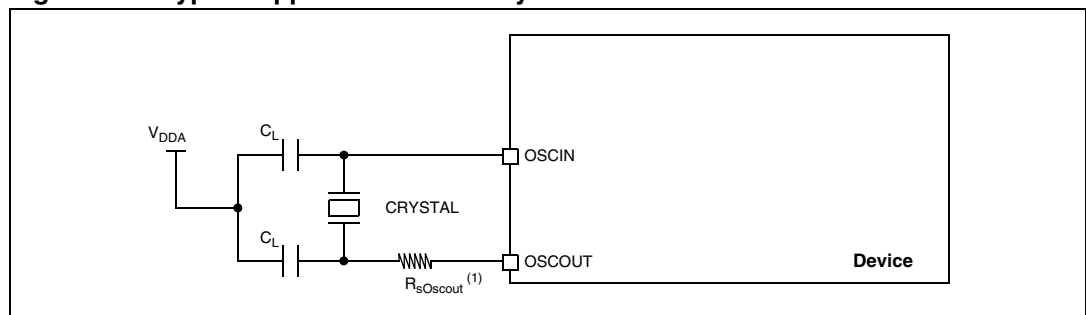 V_DDA
C_L
OSCIN
CRYSTAL
C_L
OSCOUT
R_sOscout (1)
Device